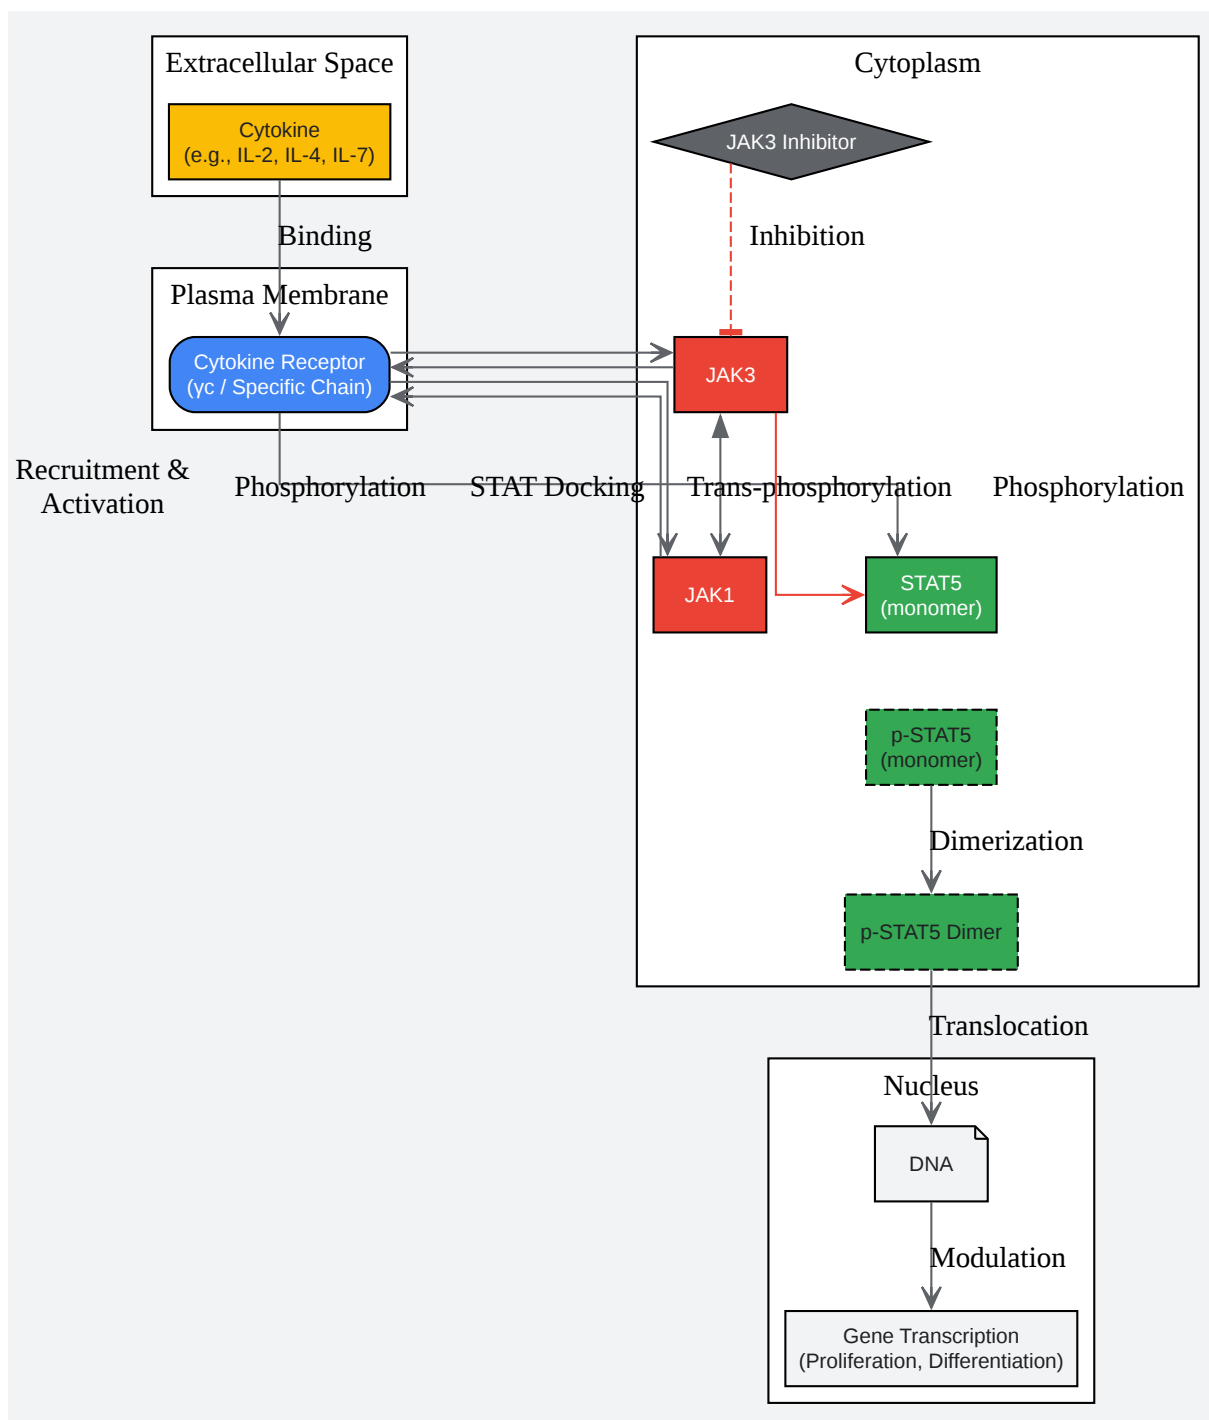 Extracellular Space
Cytokine
(e.g., IL-2, IL-4, IL-7)
Binding
Plasma Membrane
Cytokine Receptor
(γc / Specific Chain)
Cytoplasm
JAK3 Inhibitor
Inhibition
JAK3
Recruitment &
Activation
Phosphorylation
STAT Docking
Trans-phosphorylation
Phosphorylation
JAK1
STAT5
(monomer)
p-STAT5
(monomer)
Dimerization
p-STAT5 Dimer
Translocation
Nucleus
DNA
Modulation
Gene Transcription
(Proliferation, Differentiation)